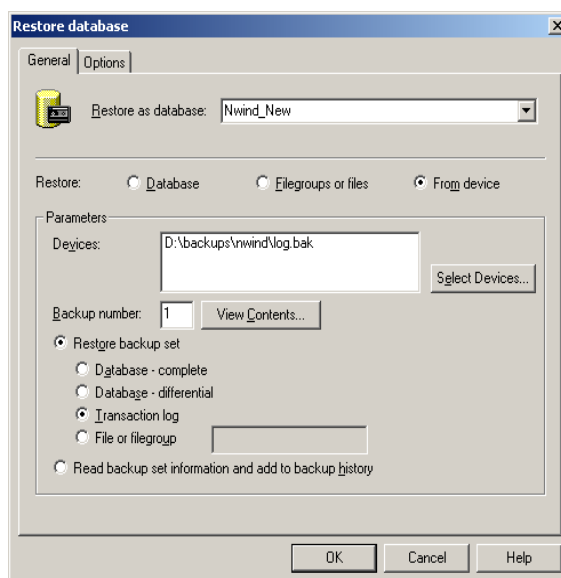 Restore database
General Options
Restore as database: Nwind_New
Restore: Database Filegroups or files From device
Parameters
Devices: D:\backups\nwind\log.bak
Select Devices...
Backup number: 1 View Contents...
Restore backup set
Database - complete
Database - differential
Transaction log
File or filegroup
Read backup set information and add to backup history
OK Cancel Help